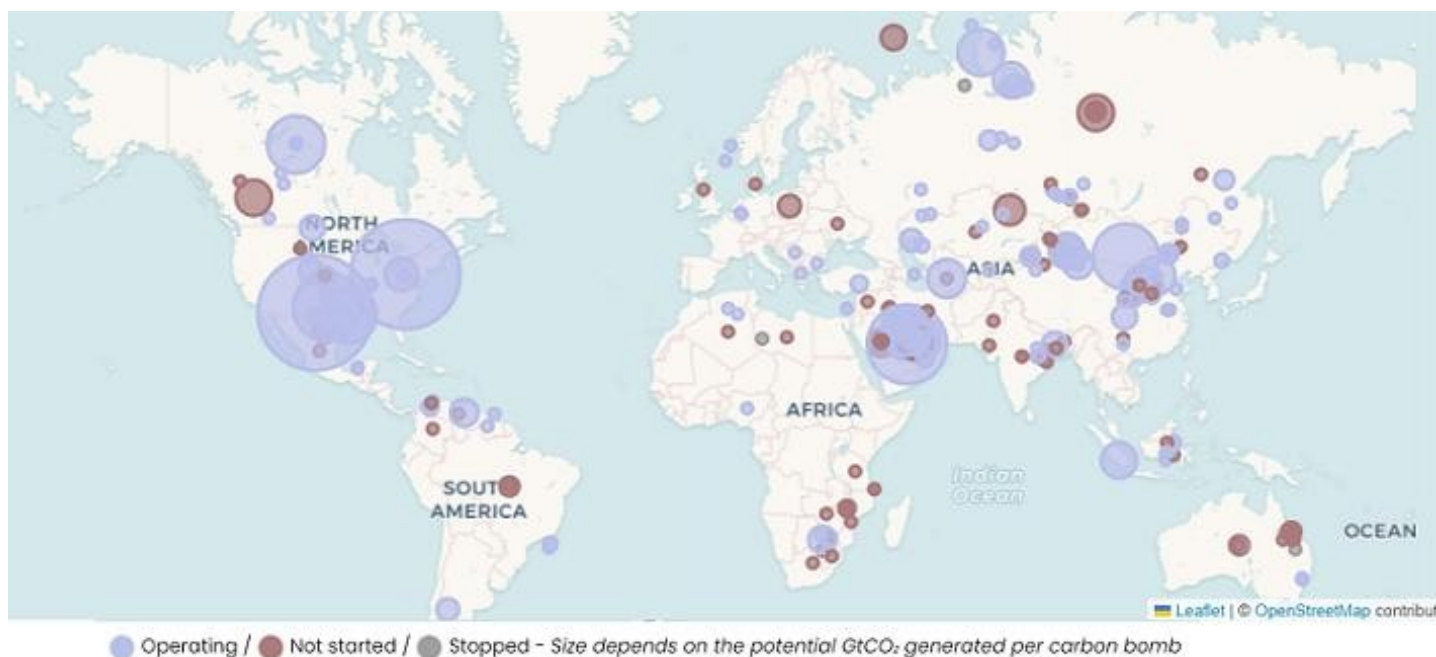 NORTH
AMERICA
ASIA
AFRICA
Indian
Ocean
SOUTH
AMERICA
OCEAN
Leaflet | © OpenStreetMap contribut
Operating / Not started / Stopped - Size depends on the potential GtCO₂ generated per carbon bomb